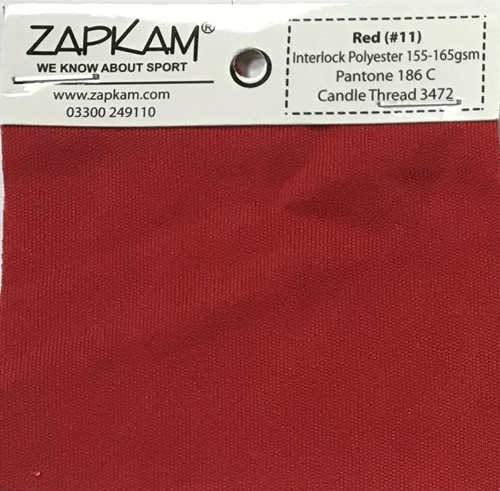 ZAPKAM®
WE KNOW ABOUT SPORT
www.zapkam.com
03300 249110
Red (#11)
Interlock Polyester 155-165gsm
Pantone 186 C
Candle Thread 3472